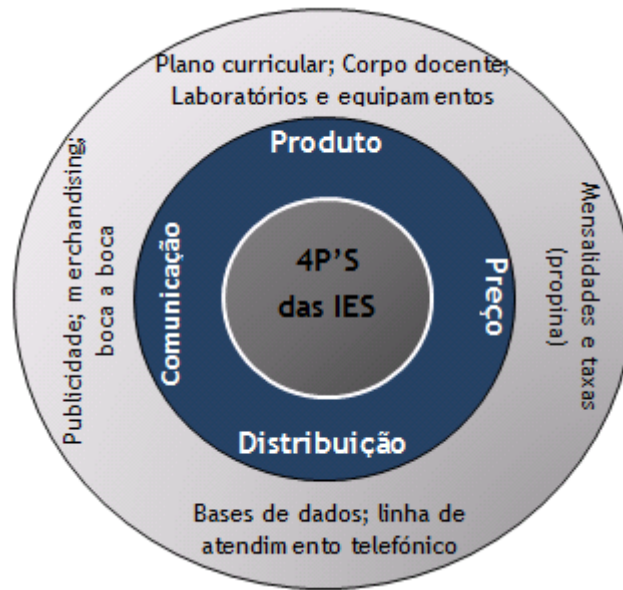 Plano curricular; Corpo docente;
Laboratórios e equipamentos
Produto
Publicidade; merchandising;
boca a boca
Comunicação
4P'S
das IES
Preço
Mensalidades e taxas
(propina)
Distribuição
Bases de dados; linha de
atendimento telefónico